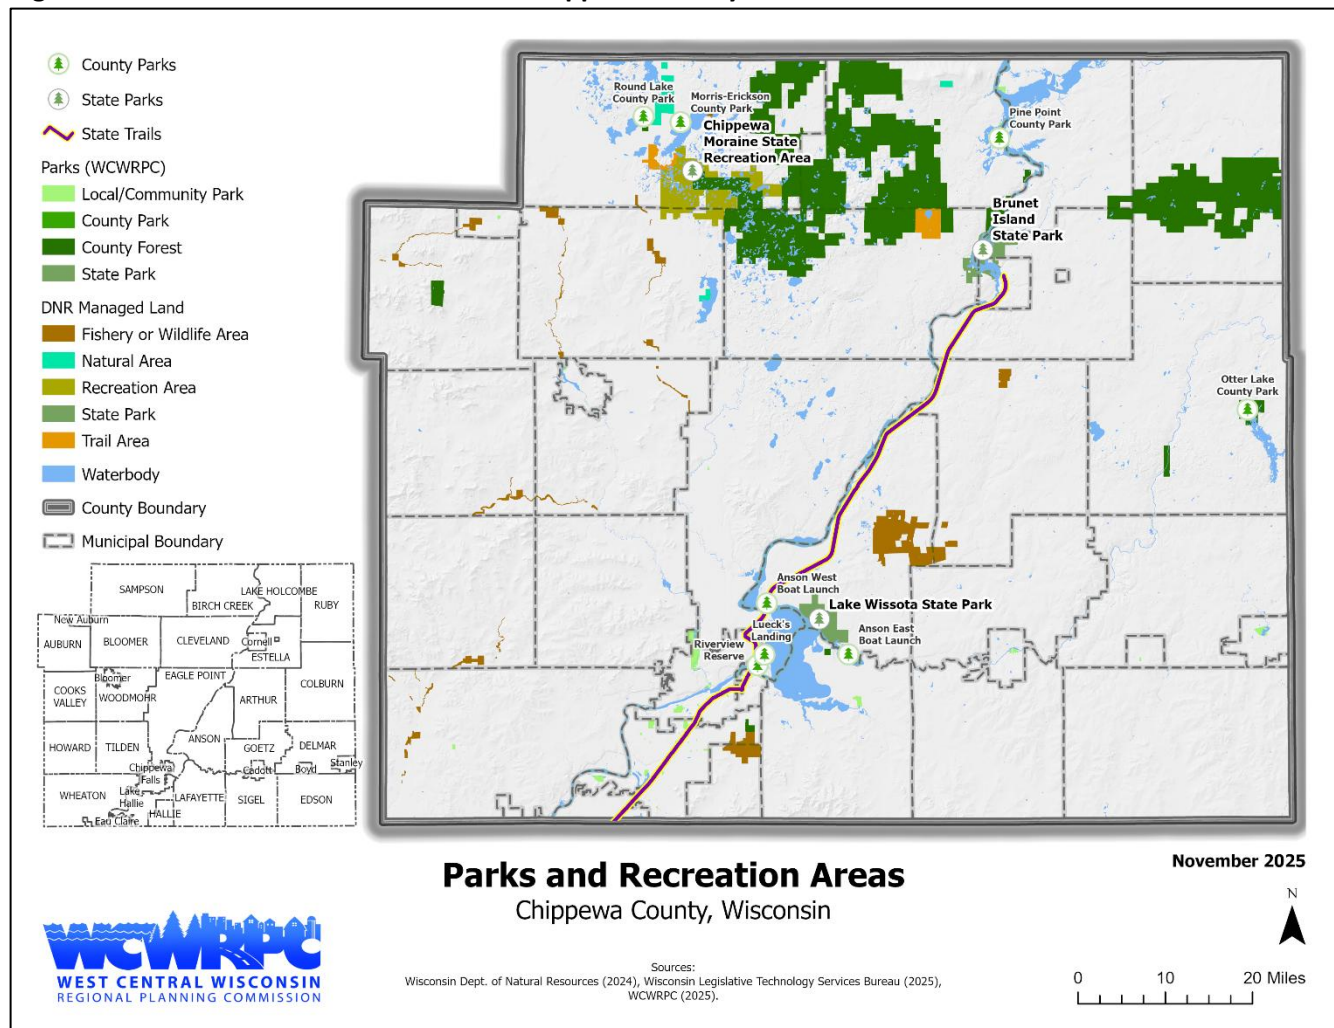 County Parks
State Parks
State Trails
Parks (WCWRPC)
Local/Community Park
County Park
County Forest
State Park
DNR Managed Land
Fishery or Wildlife Area
Natural Area
Recreation Area
State Park
Trail Area
Waterbody
County Boundary
Municipal Boundary
Round Lake
County Park
Morris-Erickson
County Park
Chippewa
Moraine State
Recreation Area
Pine Point
County Park
Brunet
Island
State Park
Otter Lake
County Park
Anson West
Boat Launch
Lake Wissota State Park
Lueck's
Landing
Anson East
Boat Launch
Riverview
Reserve
SAMPSON
LAKE HOLCOMBE
BIRCH CREEK
RUBY
New Auburn
AUBURN
BLOOMER
CLEVELAND
Cornell
ESTELLA
Bloomer
EAGLE POINT
COOKS
VALLEY
WOODMOHR
ARTHUR
COLBURN
HOWARD
TILDEN
ANSON
GOETZ
DELMAR
Chippewa
Falls
Cadott
Boyd
Stanley
WHEATON
Lake
Hallie
HALLIE
LAFAYETTE
SIGEL
EDSON
Eau Claire
Parks and Recreation Areas
Chippewa County, Wisconsin
November 2025
N
0 10 20 Miles
WCWRPC
WEST CENTRAL WISCONSIN
REGIONAL PLANNING COMMISSION
Sources:
Wisconsin Dept. of Natural Resources (2024), Wisconsin Legislative Technology Services Bureau (2025),
WCWRPC (2025).